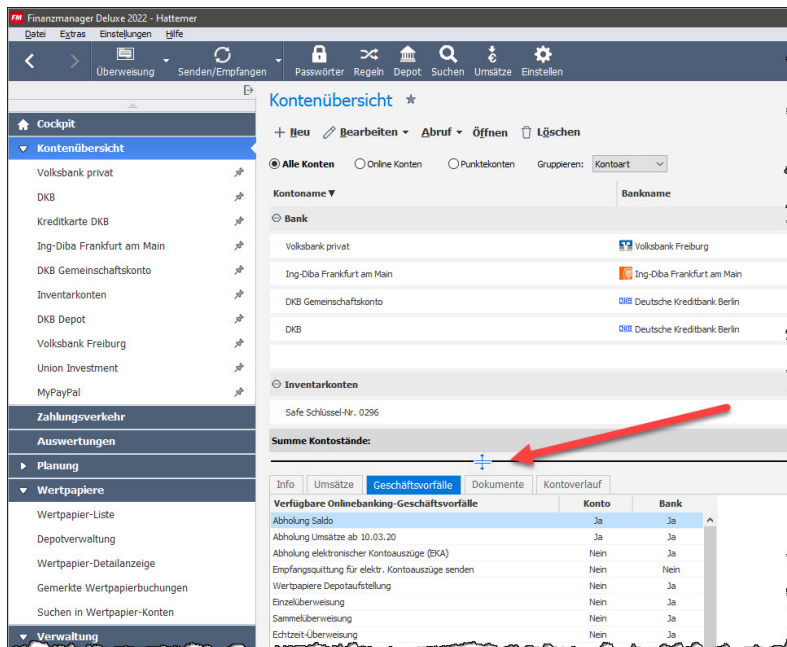 FM Finanzmanager Deluxe 2022 - Hattemer
Datei Extras Einstellungen Hilfe
Überweisung Senden/Empfangen Passwörter Regeln Depot Suchen Umsätze Einstellen
Cockpit
Kontenübersicht
Volksbank privat
DKB
Kreditkarte DKB
Ing-Diba Frankfurt am Main
DKB Gemeinschaftskonto
Inventarkonten
DKB Depot
Volksbank Freiburg
Union Investment
MyPayPal
Zahlungsverkehr
Auswertungen
Planung
Wertpapiere
Wertpapier-Liste
Depotverwaltung
Wertpapier-Detailanzeige
Gemerkte Wertpapierbuchungen
Suchen in Wertpapier-Konten
Verwaltung
Kontenübersicht
Neu Bearbeiten Abruf Öffnen Löschen
Alle Konten Online Konten Punktekonten Gruppieren: Kontoart
Kontoname Bankname
Bank
Volksbank privat Volksbank Freiburg
Ing-Diba Frankfurt am Main Ing-Diba Frankfurt am Main
DKB Gemeinschaftskonto DKB Deutsche Kreditbank Berlin
DKB DKB Deutsche Kreditbank Berlin
Inventarkonten
Safe Schlüssel-Nr. 0296
Summe Kontostände:
Info Umsätze Geschäftsvorfälle Dokumente Kontoverlauf
Verfügbare Onlinebanking-Geschäftsvorfälle Konto Bank
Abholung Saldo Ja Ja
Abholung Umsätze ab 10.03.20 Ja Ja
Abholung elektronischer Kontoauszüge (EKA) Nein Ja
Empfangsquittung für elektr. Kontoauszüge senden Nein Nein
Wertpapiere Depotaufstellung Nein Ja
Einzelüberweisung Nein Ja
Sammelüberweisung Nein Ja
Echtzeit-Überweisung Nein Ja